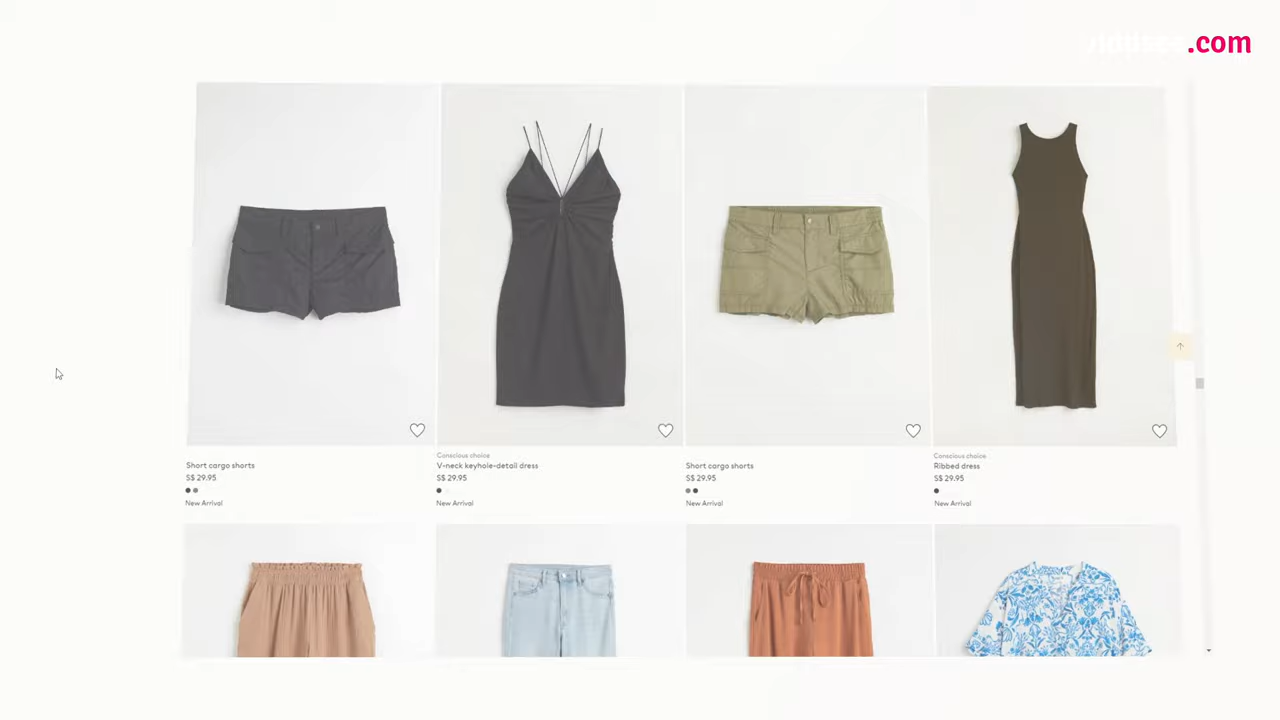 .com
Short cargo shorts
S$ 29.95
New Arrival
Conscious choice
V-neck keyhole-detail dress
S$ 29.95
New Arrival
Short cargo shorts
S$ 29.95
New Arrival
Conscious choice
Ribbed dress
S$ 29.95
New Arrival